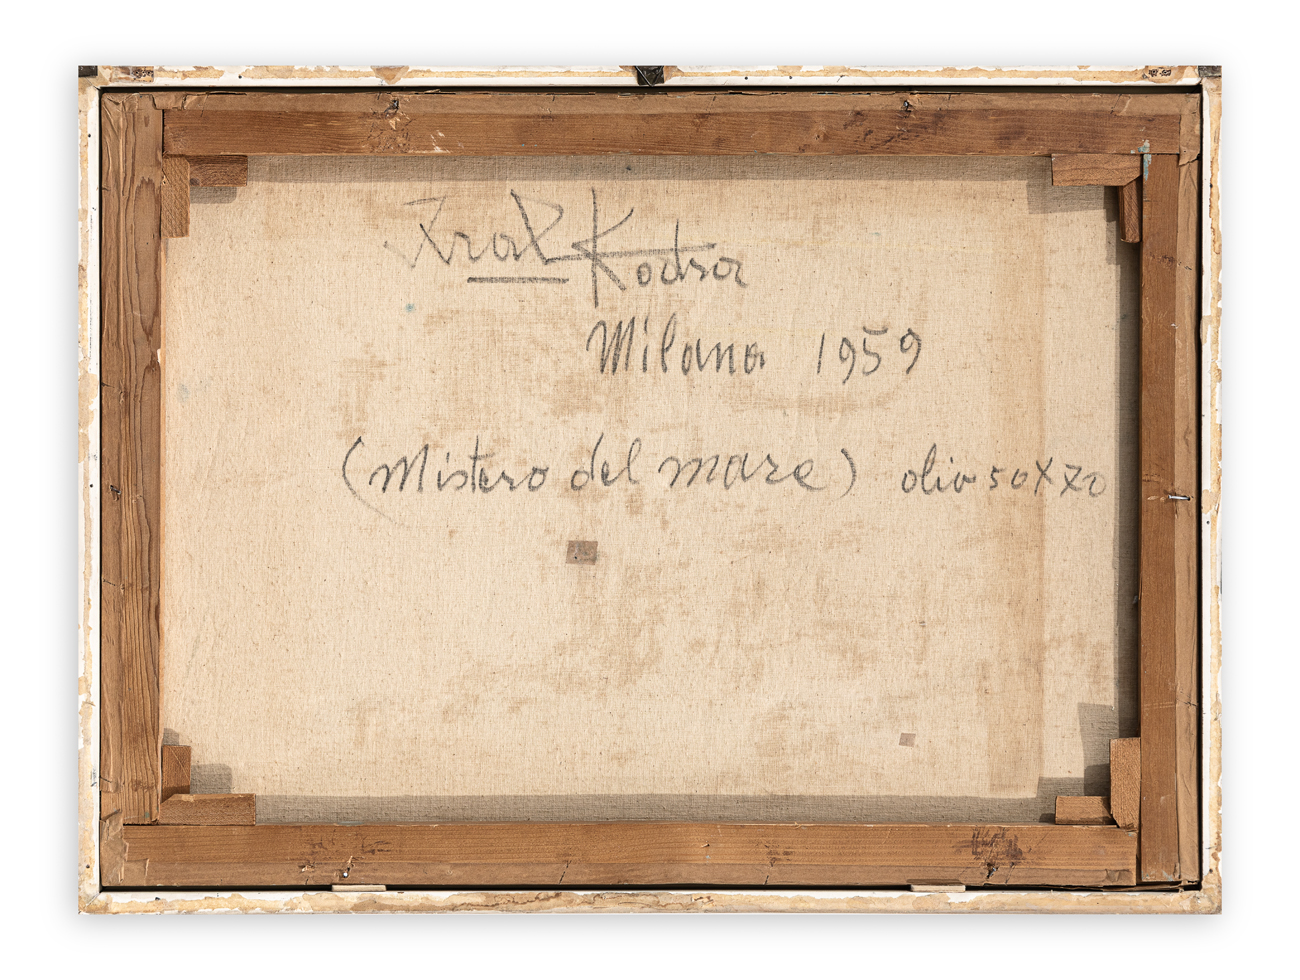 Ibrahim Kodra
Milano 1959
(Mistero del mare) olio 50X70